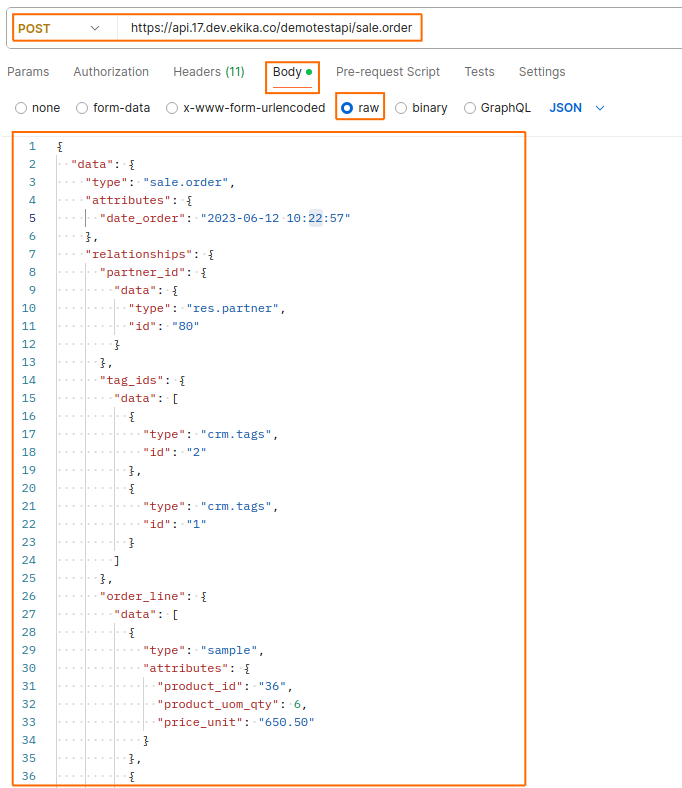 POST https://api.17.dev.ekika.co/demotestapi/sale.order
Params Authorization Headers (11) Body Pre-request Script Tests Settings
none form-data x-www-form-urlencoded raw binary GraphQL JSON
1 {
2 "data": {
3 "type": "sale.order",
4 "attributes": {
5 "date_order": "2023-06-12 10:22:57"
6 },
7 "relationships": {
8 "partner_id": {
9 "data": {
10 "type": "res.partner",
11 "id": "80"
12 }
13 },
14 "tag_ids": {
15 "data": [
16 {
17 "type": "crm.tags",
18 "id": "2"
19 },
20 {
21 "type": "crm.tags",
22 "id": "1"
23 }
24 ]
25 },
26 "order_line": {
27 "data": [
28 {
29 "type": "sample",
30 "attributes": {
31 "product_id": "36",
32 "product_uom_qty": 6,
33 "price_unit": "650.50"
34 }
35 },
36 {